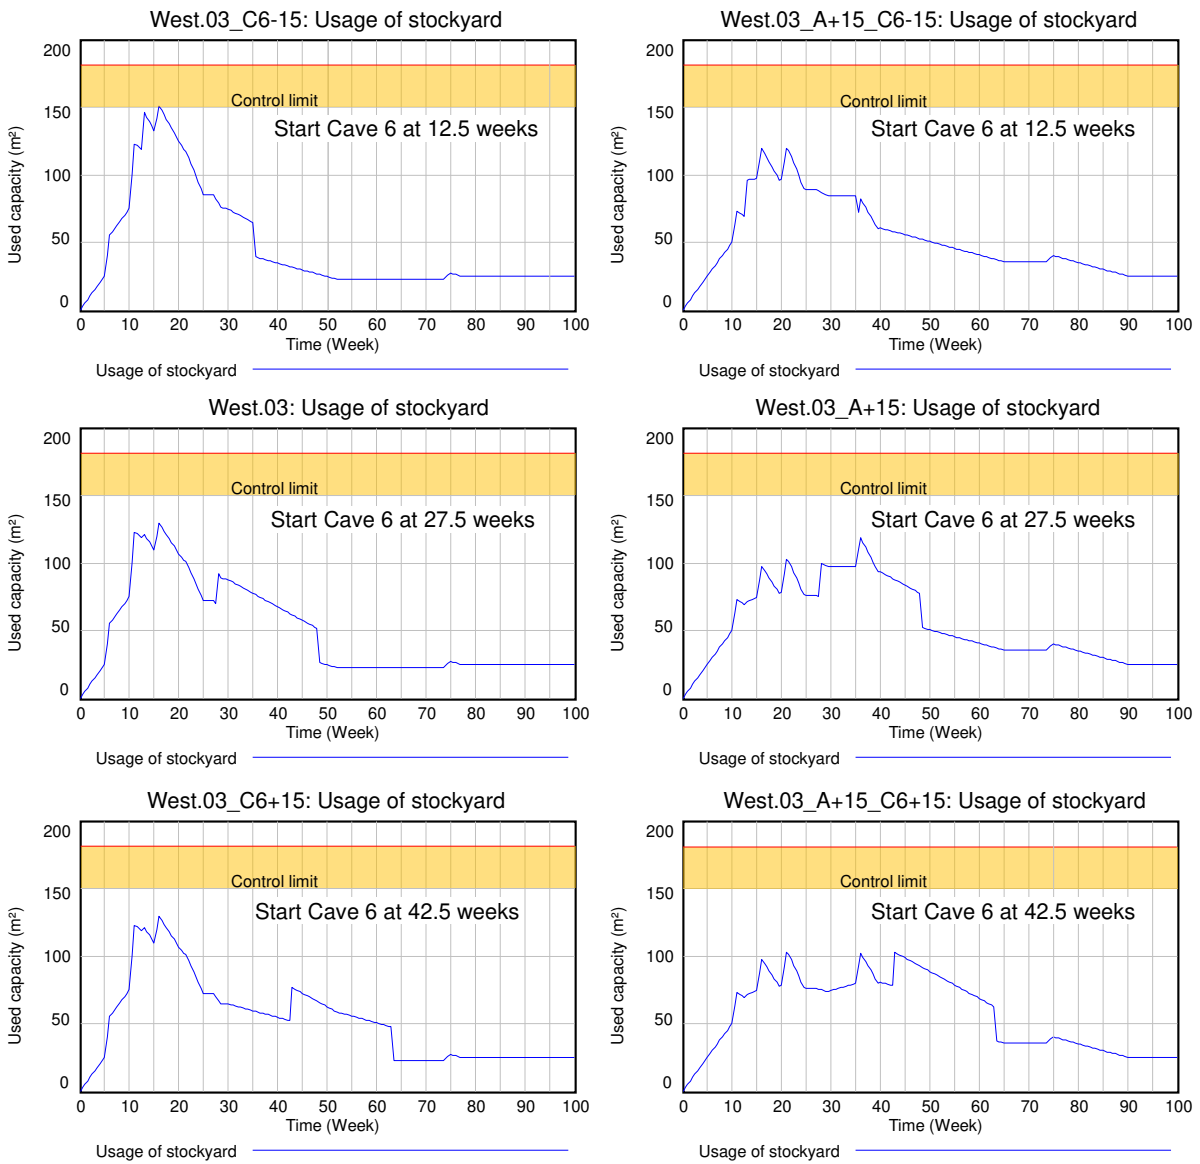 West.03_C6-15: Usage of stockyard
200
150
100
50
0
Used capacity (m²)
Control limit
Start Cave 6 at 12.5 weeks
0 10 20 30 40 50 60 70 80 90 100
Time (Week)
Usage of stockyard
West.03_A+15_C6-15: Usage of stockyard
200
150
100
50
0
Used capacity (m²)
Control limit
Start Cave 6 at 12.5 weeks
0 10 20 30 40 50 60 70 80 90 100
Time (Week)
Usage of stockyard
West.03: Usage of stockyard
200
150
100
50
0
Used capacity (m²)
Control limit
Start Cave 6 at 27.5 weeks
0 10 20 30 40 50 60 70 80 90 100
Time (Week)
Usage of stockyard
West.03_A+15: Usage of stockyard
200
150
100
50
0
Used capacity (m²)
Control limit
Start Cave 6 at 27.5 weeks
0 10 20 30 40 50 60 70 80 90 100
Time (Week)
Usage of stockyard
West.03_C6+15: Usage of stockyard
200
150
100
50
0
Used capacity (m²)
Control limit
Start Cave 6 at 42.5 weeks
0 10 20 30 40 50 60 70 80 90 100
Time (Week)
Usage of stockyard
West.03_A+15_C6+15: Usage of stockyard
200
150
100
50
0
Used capacity (m²)
Control limit
Start Cave 6 at 42.5 weeks
0 10 20 30 40 50 60 70 80 90 100
Time (Week)
Usage of stockyard